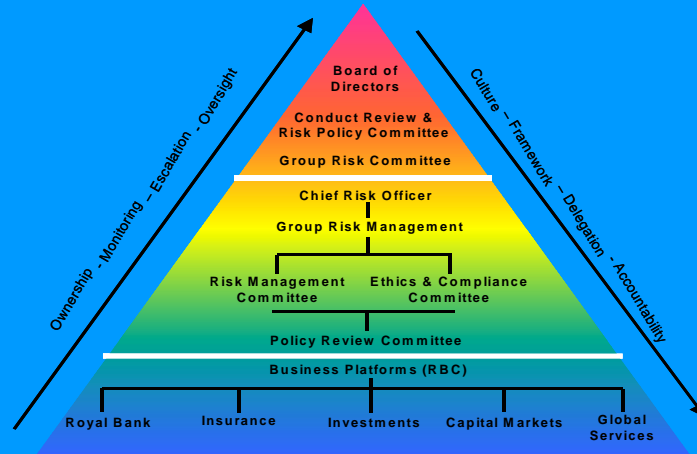 Board of
Directors
Conduct Review &
Risk Policy Committee
Group Risk Committee
Chief Risk Officer
Group Risk Management
Risk Management
Committee
Ethics & Compliance
Committee
Policy Review Committee
Business Platforms (RBC)
Royal Bank
Insurance
Investments
Capital Markets
Global
Services
Ownership - Monitoring – Escalation - Oversight
Culture – Framework – Delegation - Accountability